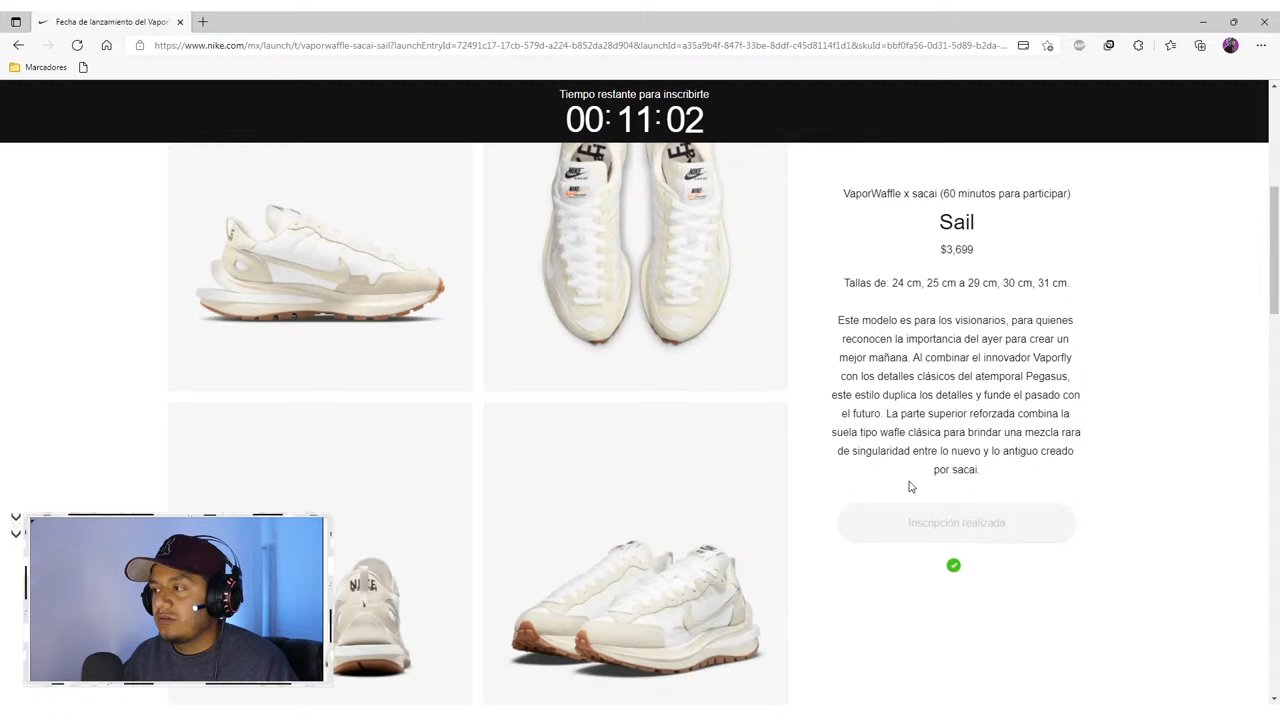 Fecha de lanzamiento del Vapor
https://www.nike.com/mx/launch/t/vaporwaffle-sacai-sail?launchEntryId=72491c17-17cb-579d-a224-b852da28d904&launchId=a35a9b4f-847f-33be-8ddf-c45d8114f1d1&skuId=bbf0fa56-0d31-5d89-b2da-...
Marcadores
Tiempo restante para inscribirte
00: 11: 02
VaporWaffle x sacai (60 minutos para participar)
Sail
$3,699
Tallas de: 24 cm, 25 cm a 29 cm, 30 cm, 31 cm.
Este modelo es para los visionarios, para quienes
reconocen la importancia del ayer para crear un
mejor mañana. Al combinar el innovador Vaporfly
con los detalles clásicos del atemporal Pegasus,
este estilo duplica los detalles y funde el pasado con
el futuro. La parte superior reforzada combina la
suela tipo wafle clásica para brindar una mezcla rara
de singularidad entre lo nuevo y lo antiguo creado
por sacai.
Inscripción realizada
NIKE
sacai
NIKE
sacai